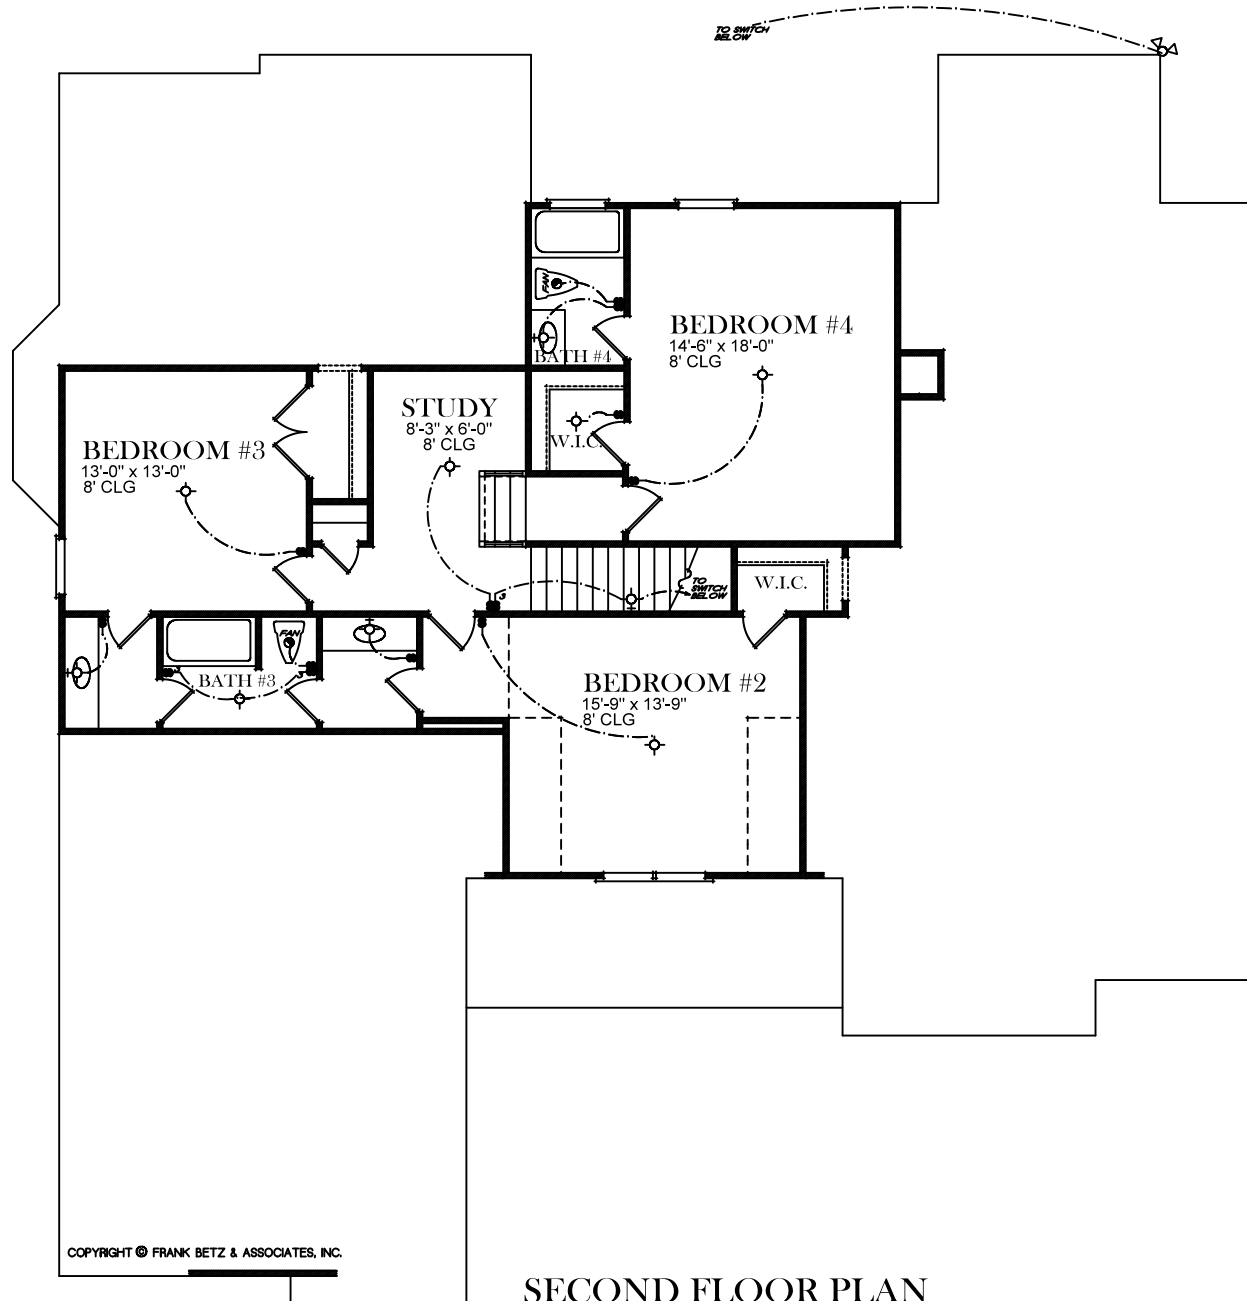 TO SWITCH
BELOW
FAN
BEDROOM #4
14'-6" x 18'-0"
8' CLG
BATH #4
STUDY
8'-3" x 6'-0"
8' CLG
W.I.C.
BEDROOM #3
13'-0" x 13'-0"
8' CLG
W.I.C.
TO
SWITCH
BELOW
3
FAN
3
3
BATH #3
BEDROOM #2
15'-9" x 13'-9"
8' CLG
COPYRIGHT © FRANK BETZ & ASSOCIATES, INC.
SECOND FLOOR PLAN